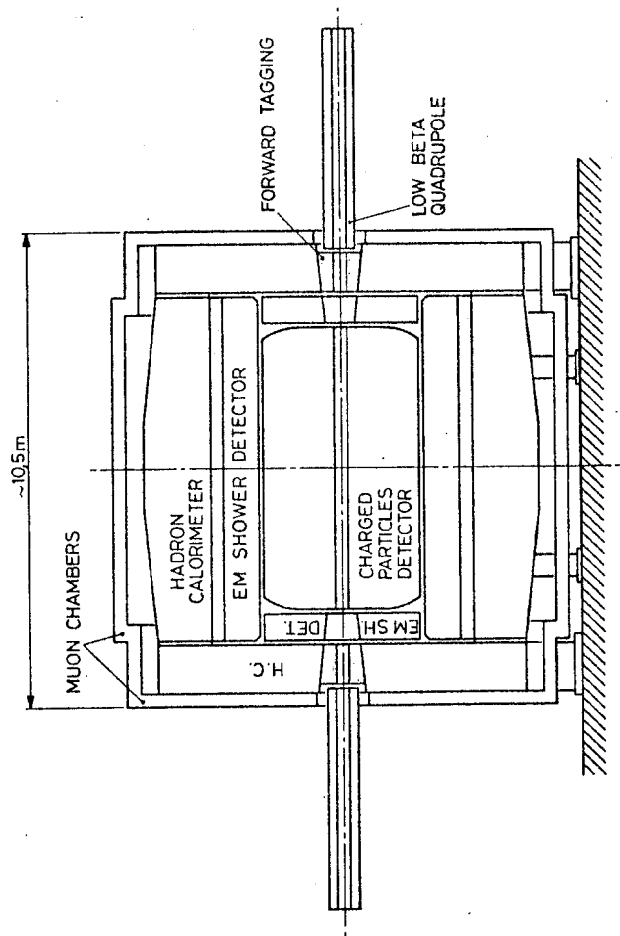 ~10,5m
MUON CHAMBERS
HADRON
CALORIMETER
EM SHOWER DETECTOR
CHARGED
PARTICLES
DETECTOR
H.C.
EM SH.
DET.
FORWARD TAGGING
LOW BETA
QUADRUPOLE